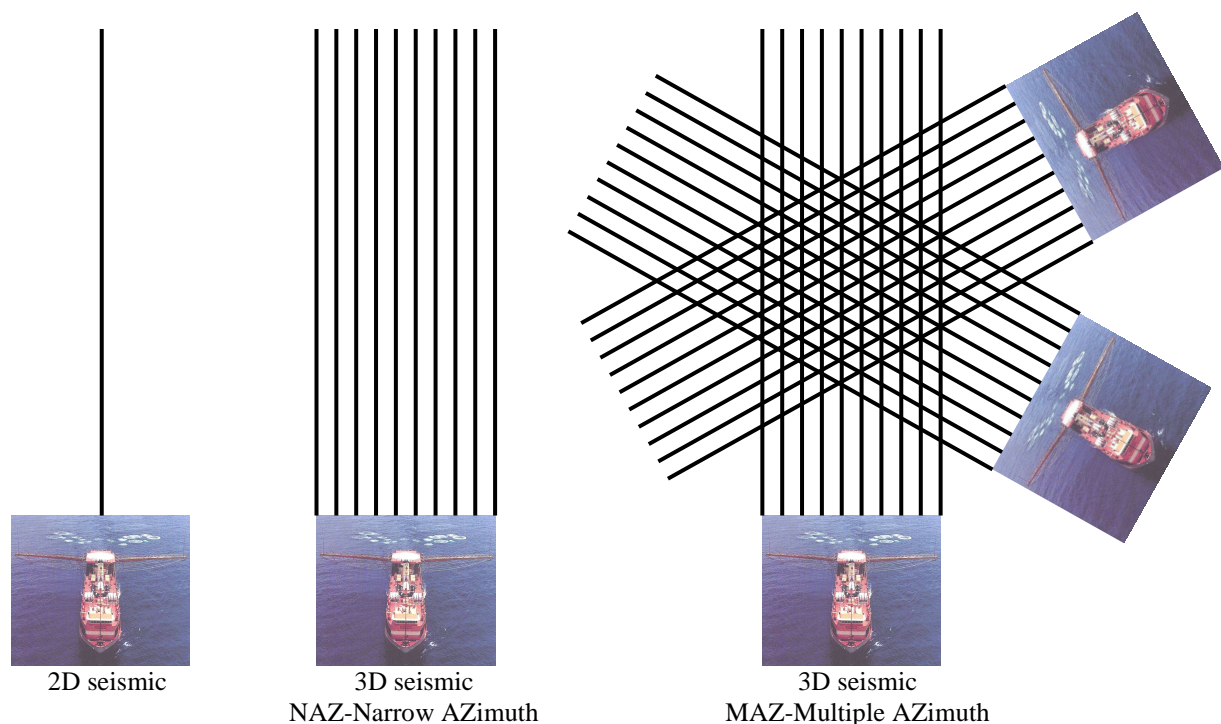 2D seismic
3D seismic
NAZ-Narrow AZimuth
3D seismic
MAZ-Multiple AZimuth